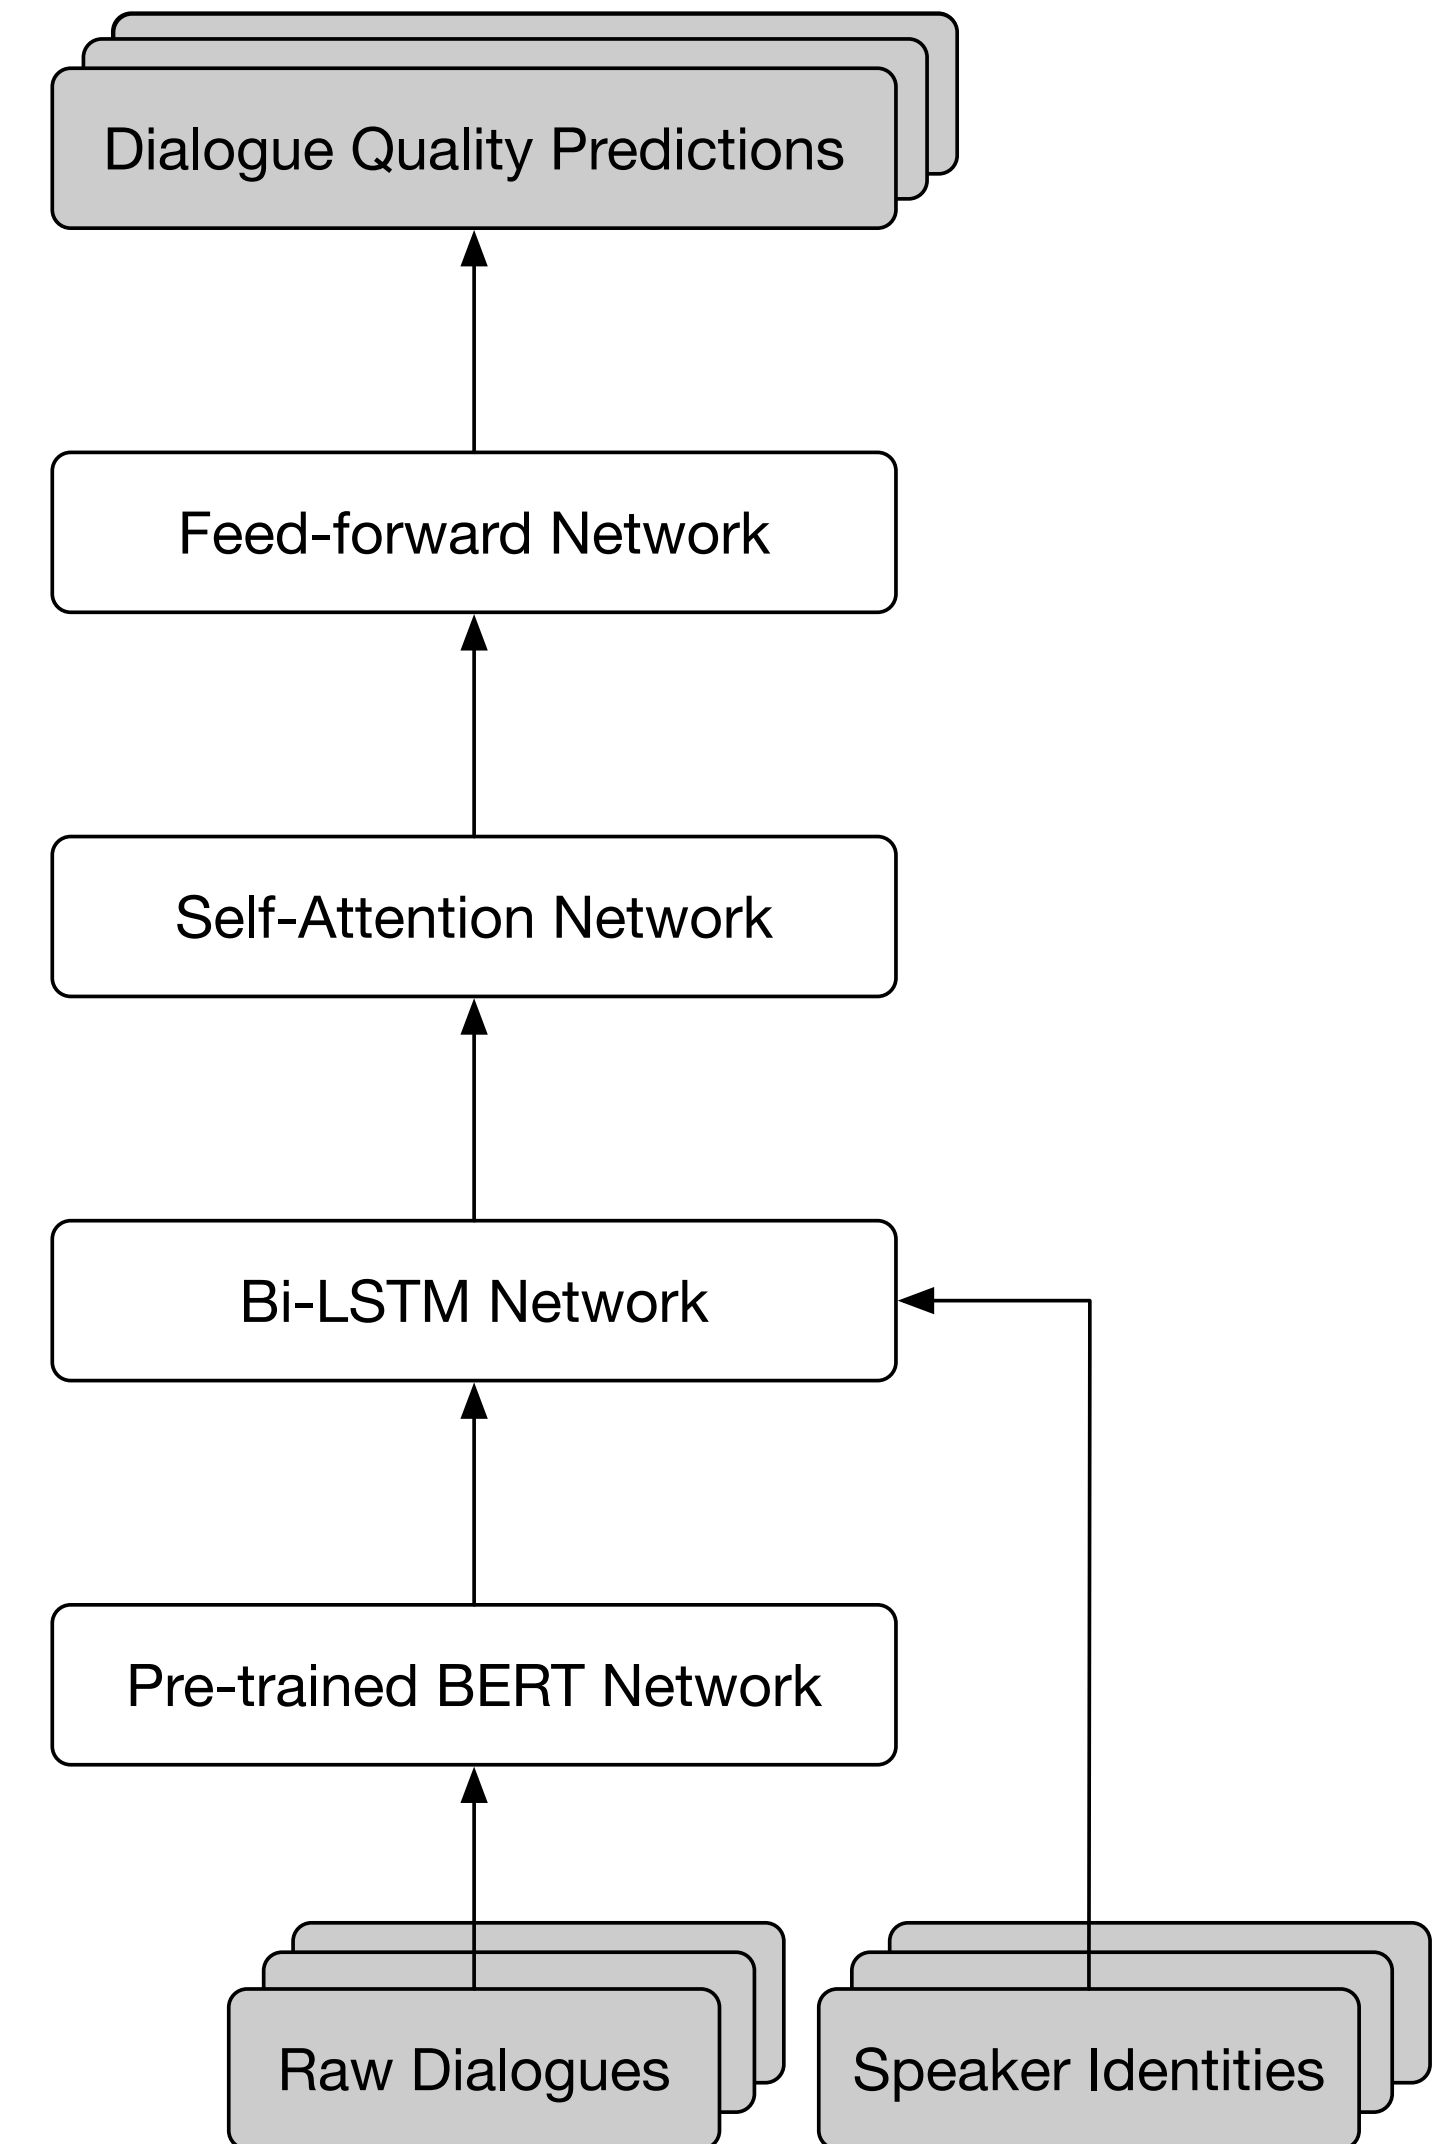 Dialogue Quality Predictions
Feed-forward Network
Self-Attention Network
Bi-LSTM Network
Pre-trained BERT Network
Raw Dialogues
Speaker Identities